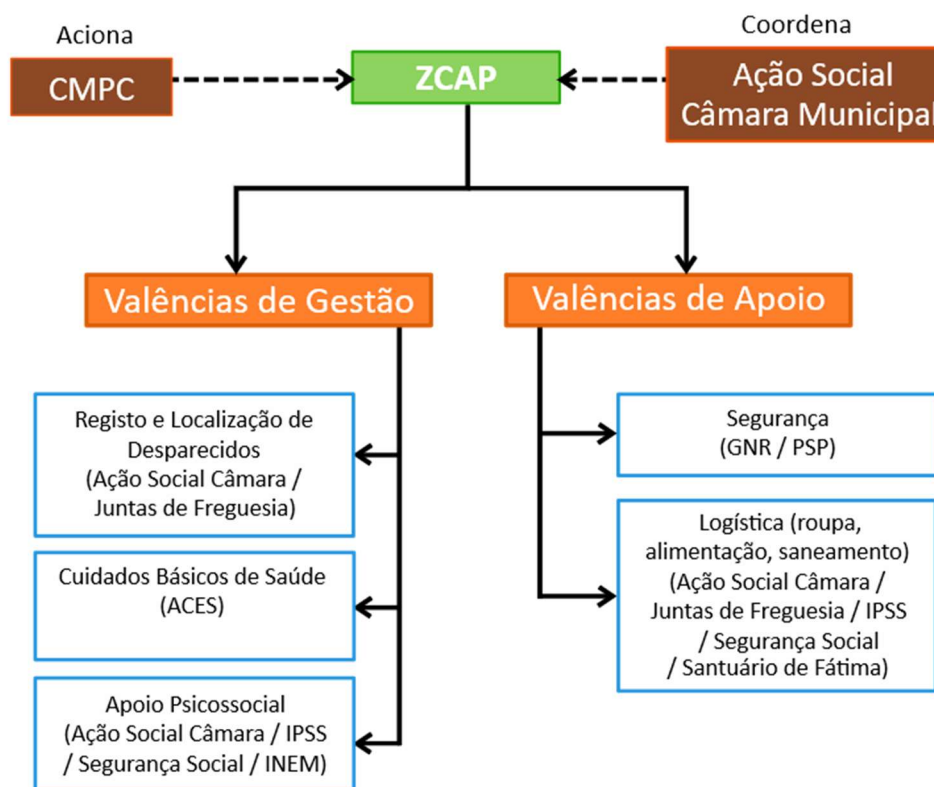 Aciona
CMPC
ZCAP
Coordena
Ação Social
Câmara Municipal
Valências de Gestão
Valências de Apoio
Registo e Localização de
Desparecidos
(Ação Social Câmara /
Juntas de Freguesia)
Cuidados Básicos de Saúde
(ACES)
Apoio Psicossocial
(Ação Social Câmara / IPSS
/ Segurança Social / INEM)
Segurança
(GNR / PSP)
Logística (roupa,
alimentação, saneamento)
(Ação Social Câmara /
Juntas de Freguesia / IPSS
/ Segurança Social
/ Santuário de Fátima)